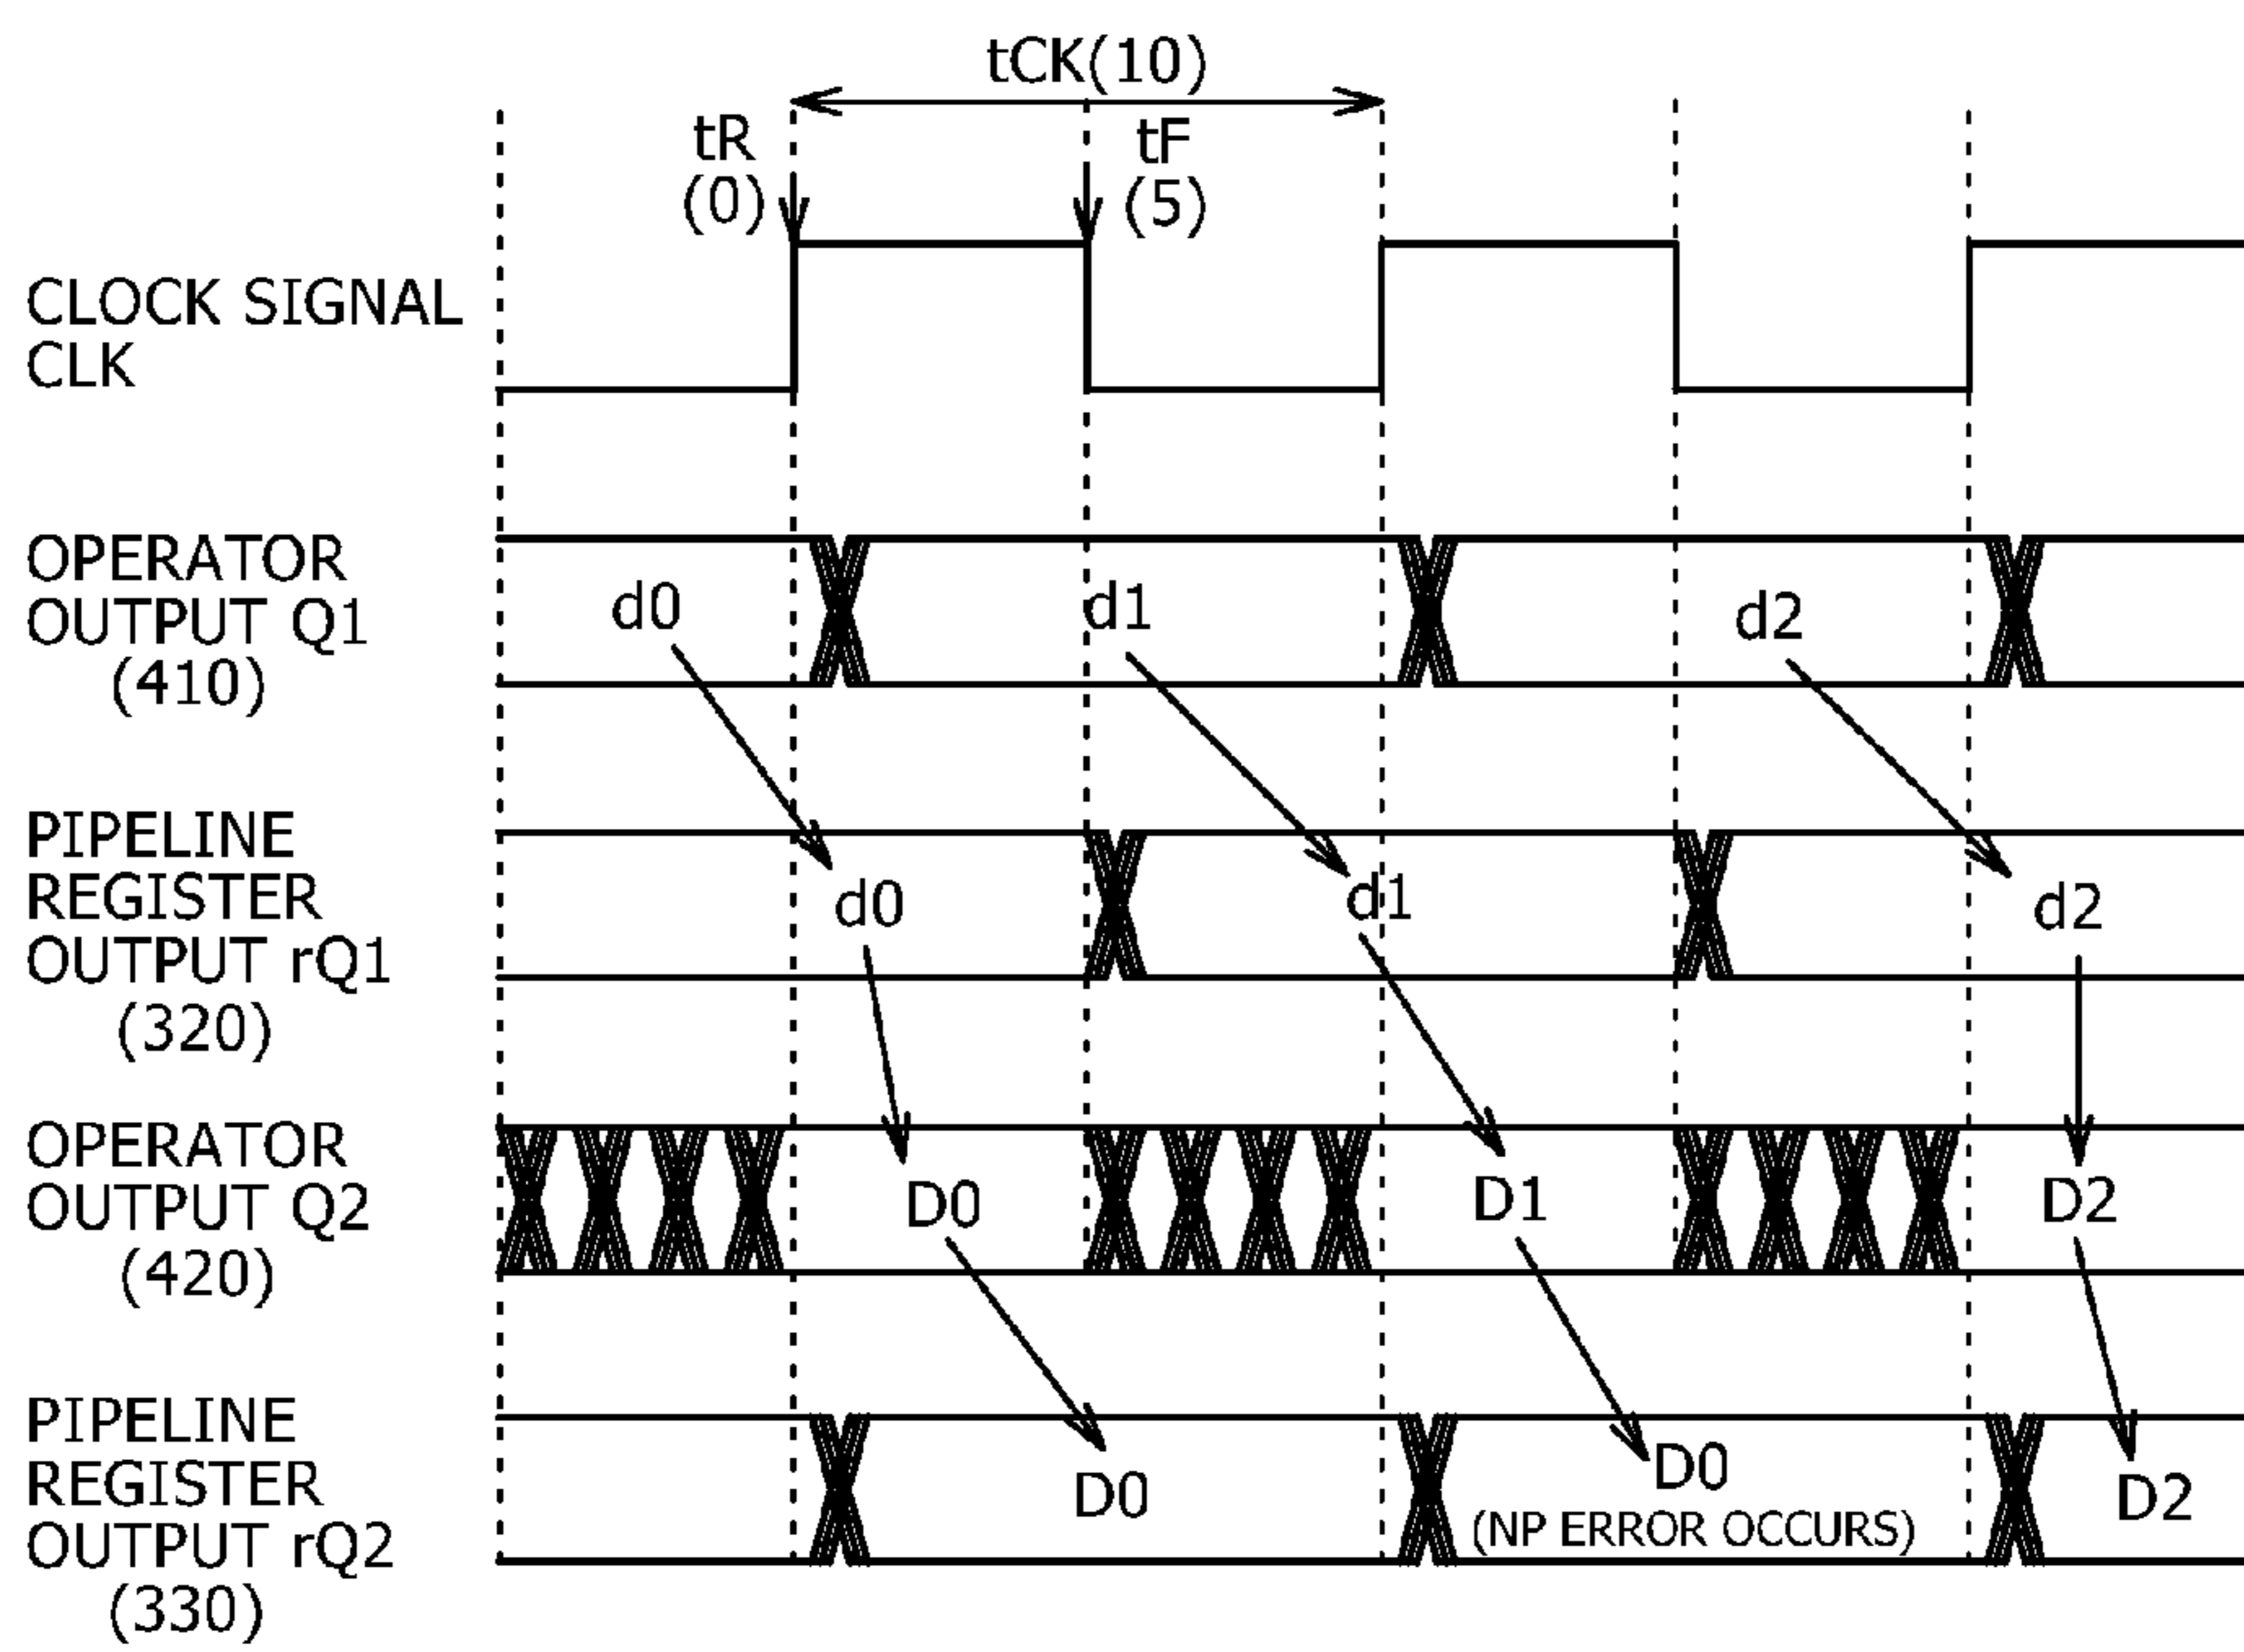 tCK(10)
tR
(0)
tF
(5)
CLOCK SIGNAL
CLK
OPERATOR
OUTPUT Q1
(410)
d0
d1
d2
PIPELINE
REGISTER
OUTPUT rQ1
(320)
d0
d1
d2
OPERATOR
OUTPUT Q2
(420)
D0
D1
D2
PIPELINE
REGISTER
OUTPUT rQ2
(330)
D0
D0
(NP ERROR OCCURS)
D2